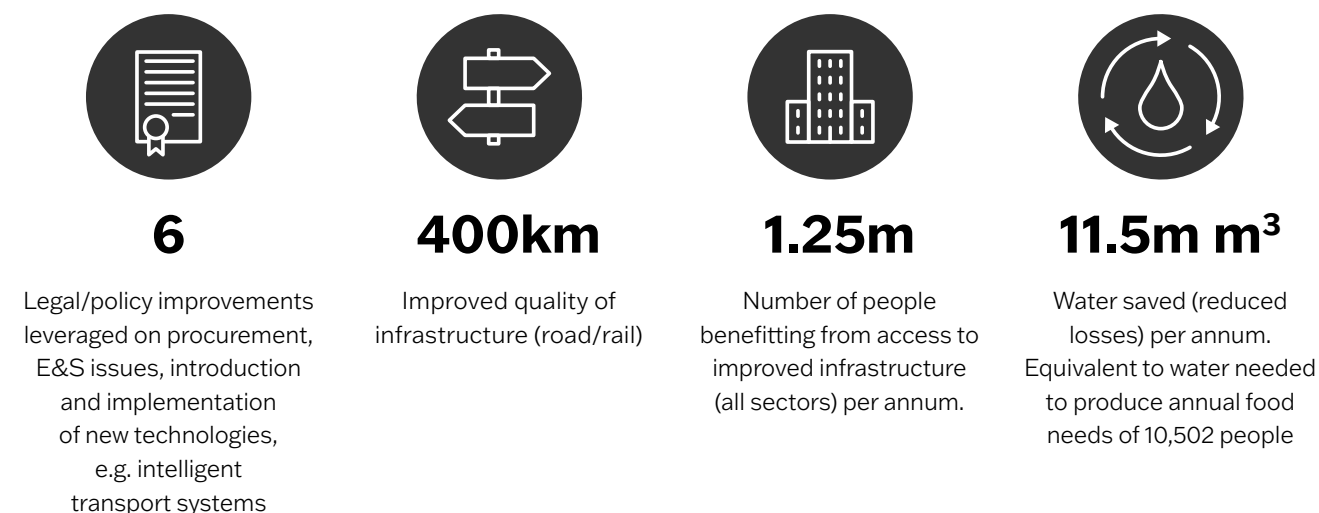 6
Legal/policy improvements
leveraged on procurement,
E&S issues, introduction
and implementation
of new technologies,
e.g. intelligent
transport systems
400km
Improved quality of
infrastructure (road/rail)
1.25m
Number of people
benefitting from access to
improved infrastructure
(all sectors) per annum.
11.5m m³
Water saved (reduced
losses) per annum.
Equivalent to water needed
to produce annual food
needs of 10,502 people